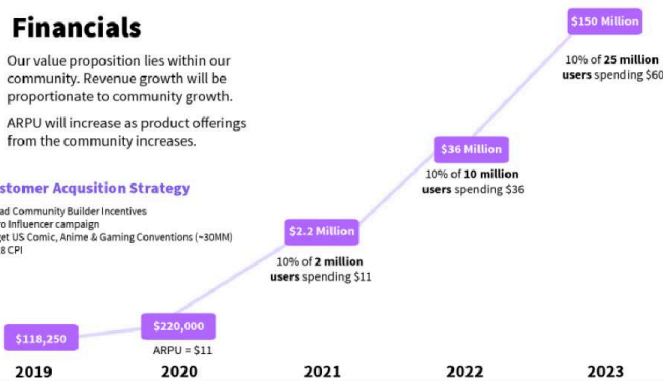 Financials
Our value proposition lies within our
community. Revenue growth will be
proportionate to community growth.
ARPU will increase as product offerings
from the community increases.
stomer Acqusition Strategy
ad Community Builder Incentives
o Influencer campaign
get US Comic, Anime & Gaming Conventions (~30MM)
8 CPI
$118,250
2019
$220,000
ARPU = $11
2020
$2.2 Million
10% of 2 million
users spending $11
2021
$36 Million
10% of 10 million
users spending $36
2022
$150 Million
10% of 25 million
users spending $60
2023